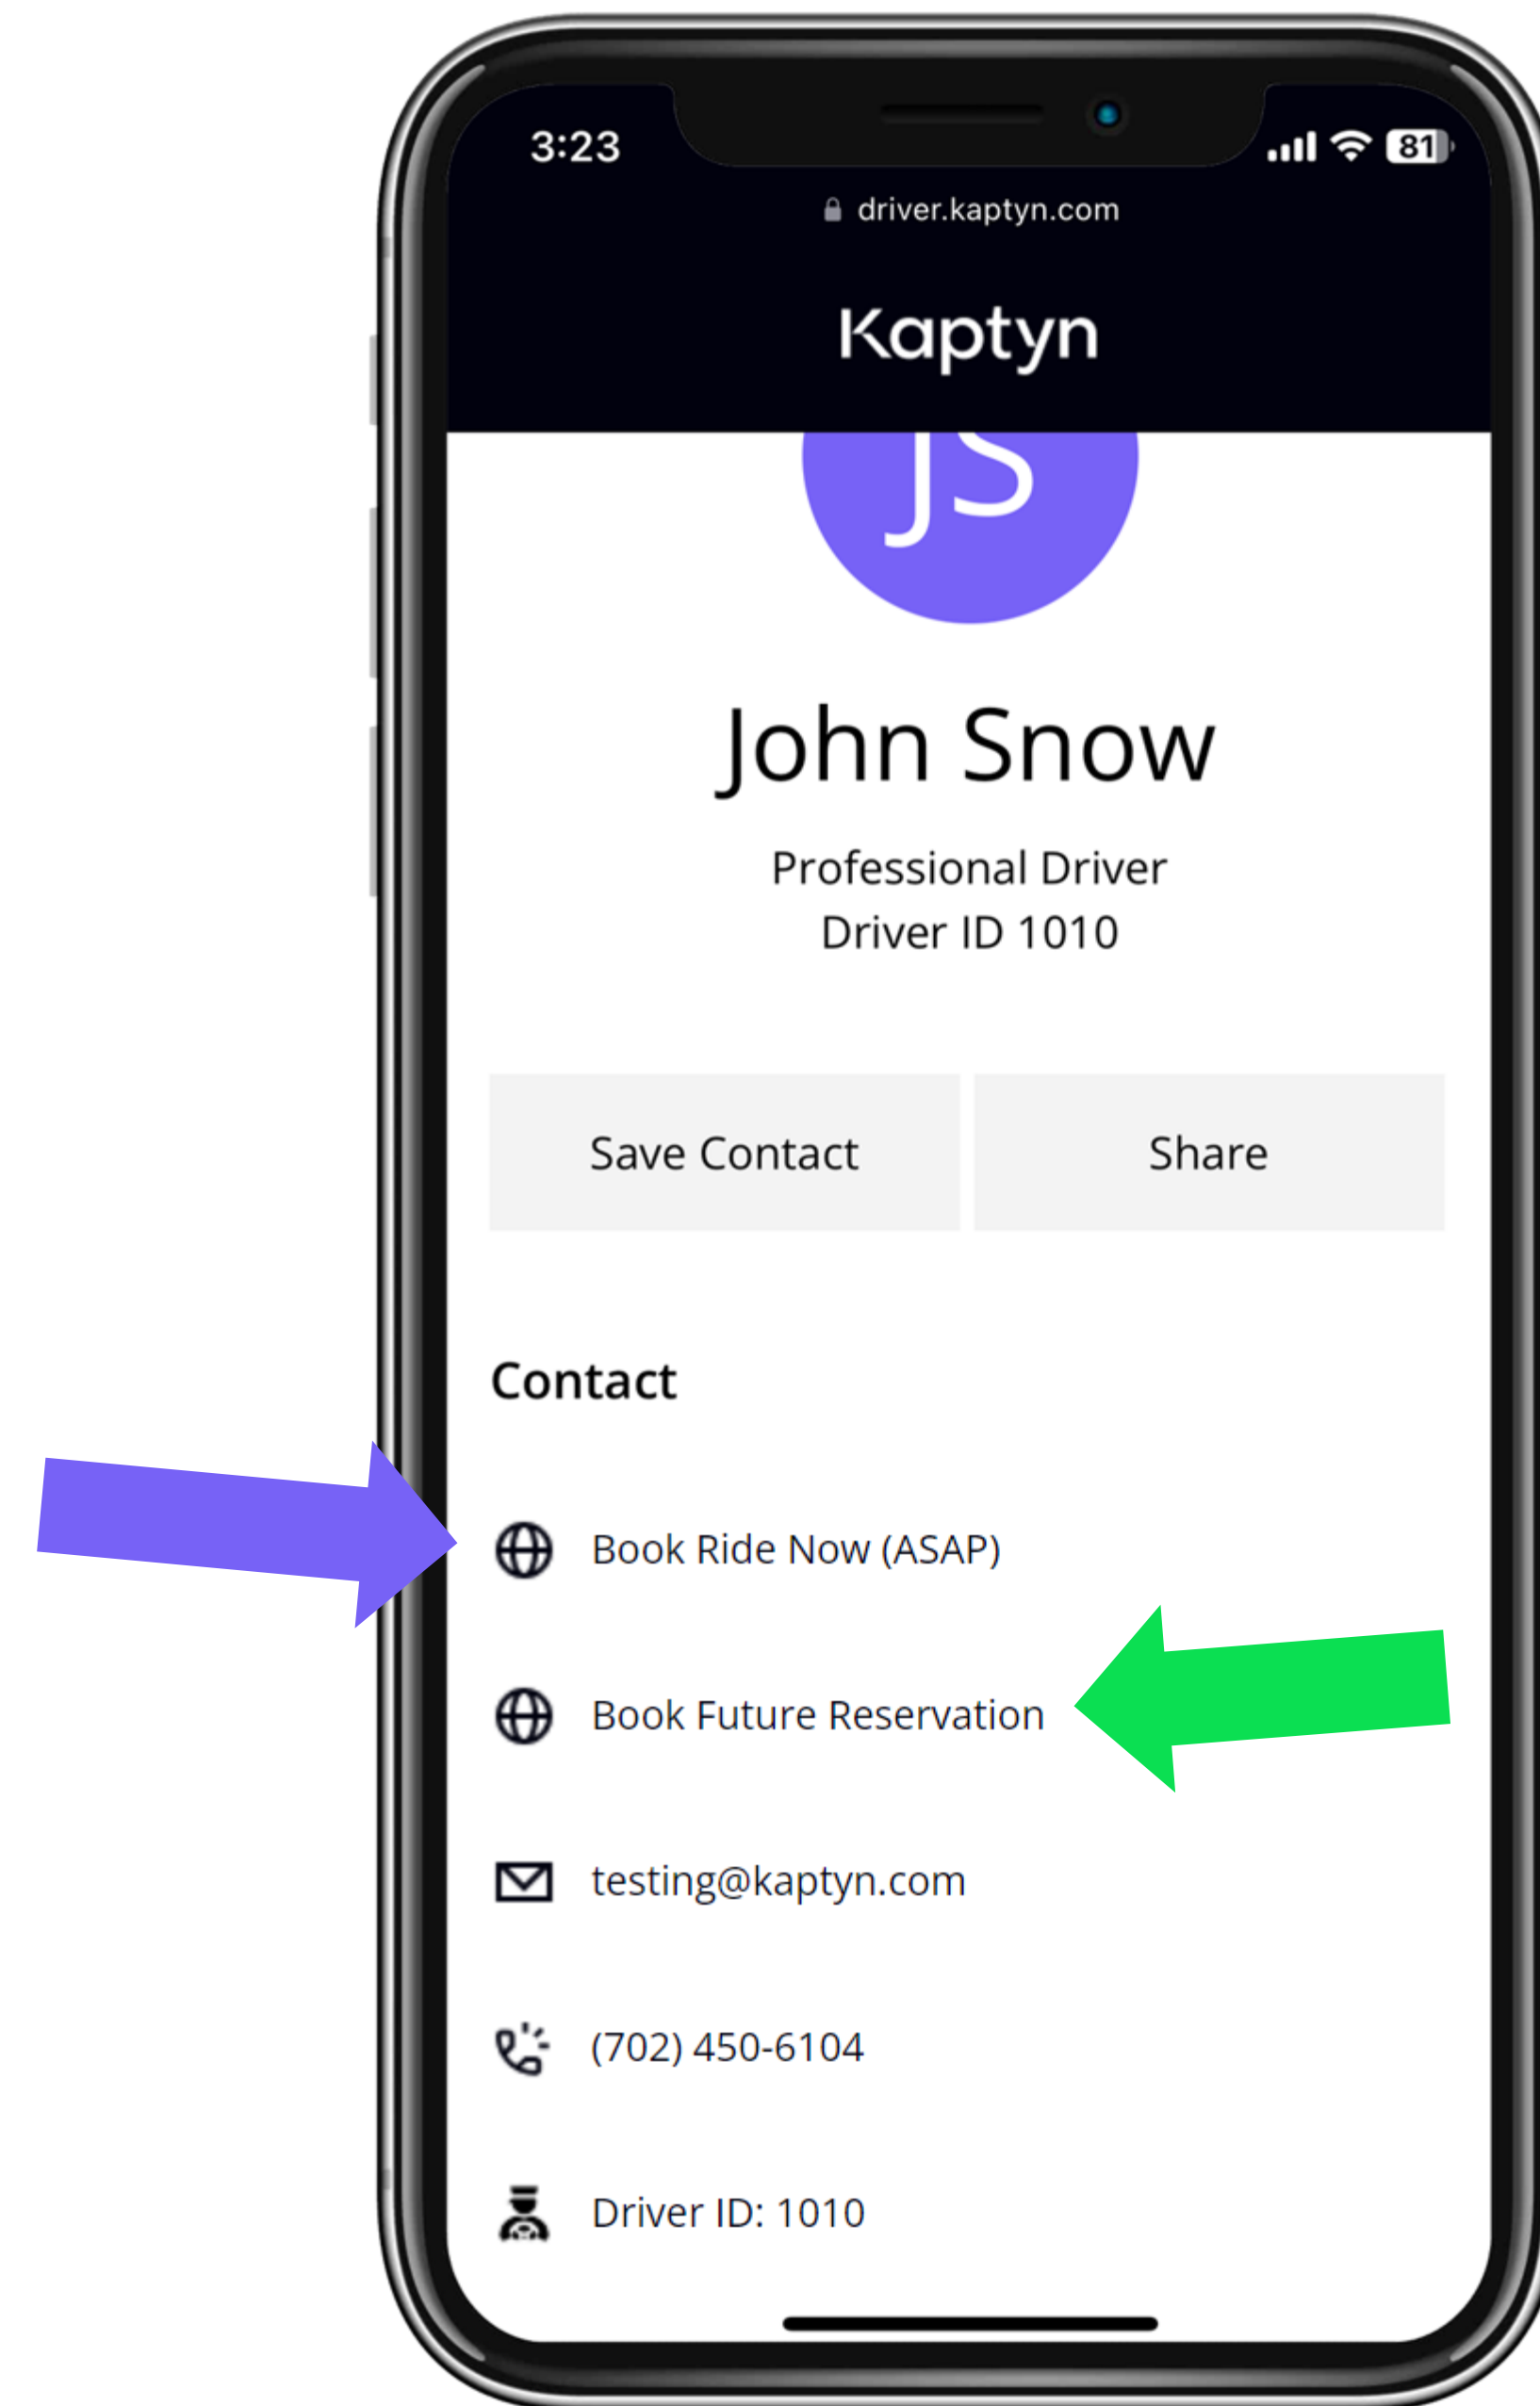 3:23
81
driver.kaptyn.com
Kaptyn
JS
John Snow
Professional Driver
Driver ID 1010
Save Contact
Share
Contact
Book Ride Now (ASAP)
Book Future Reservation
testing@kaptyn.com
(702) 450-6104
Driver ID: 1010